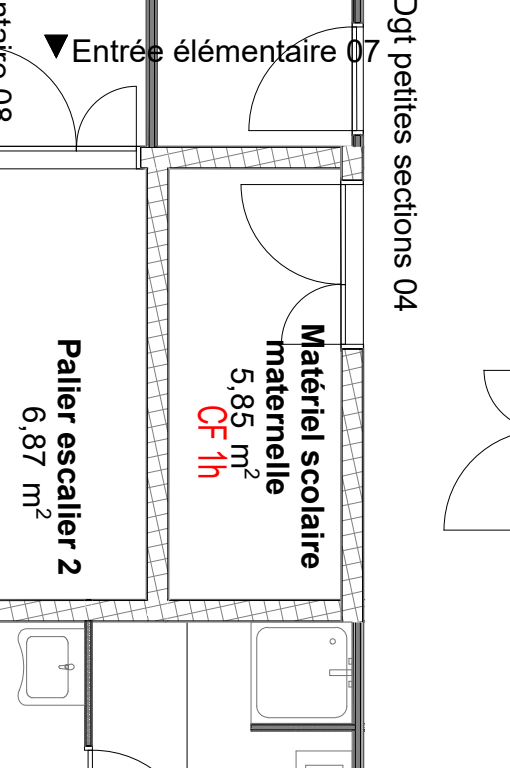 Entrée élémentaire 07
Dgt petites sections 04
Matériel scolaire
maternelle
5,85 m²
CF 1h
Palier escalier 2
6,87 m²